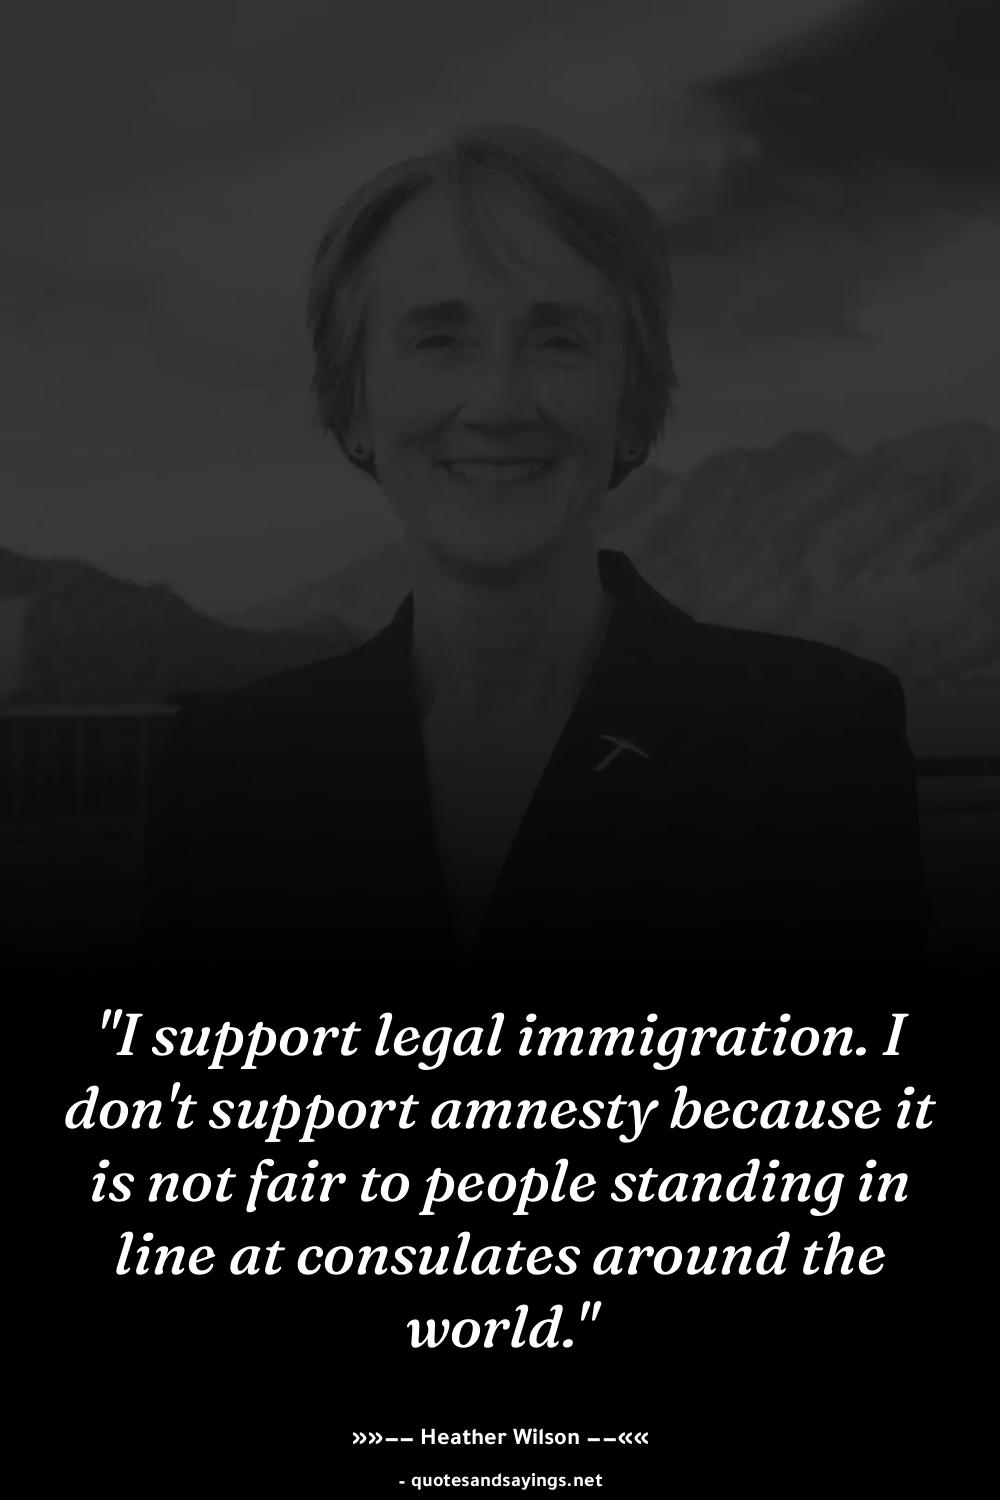 "I support legal immigration. I
don't support amnesty because it
is not fair to people standing in
line at consulates around the
world."
»»–– Heather Wilson ––««
- quotesandsayings.net